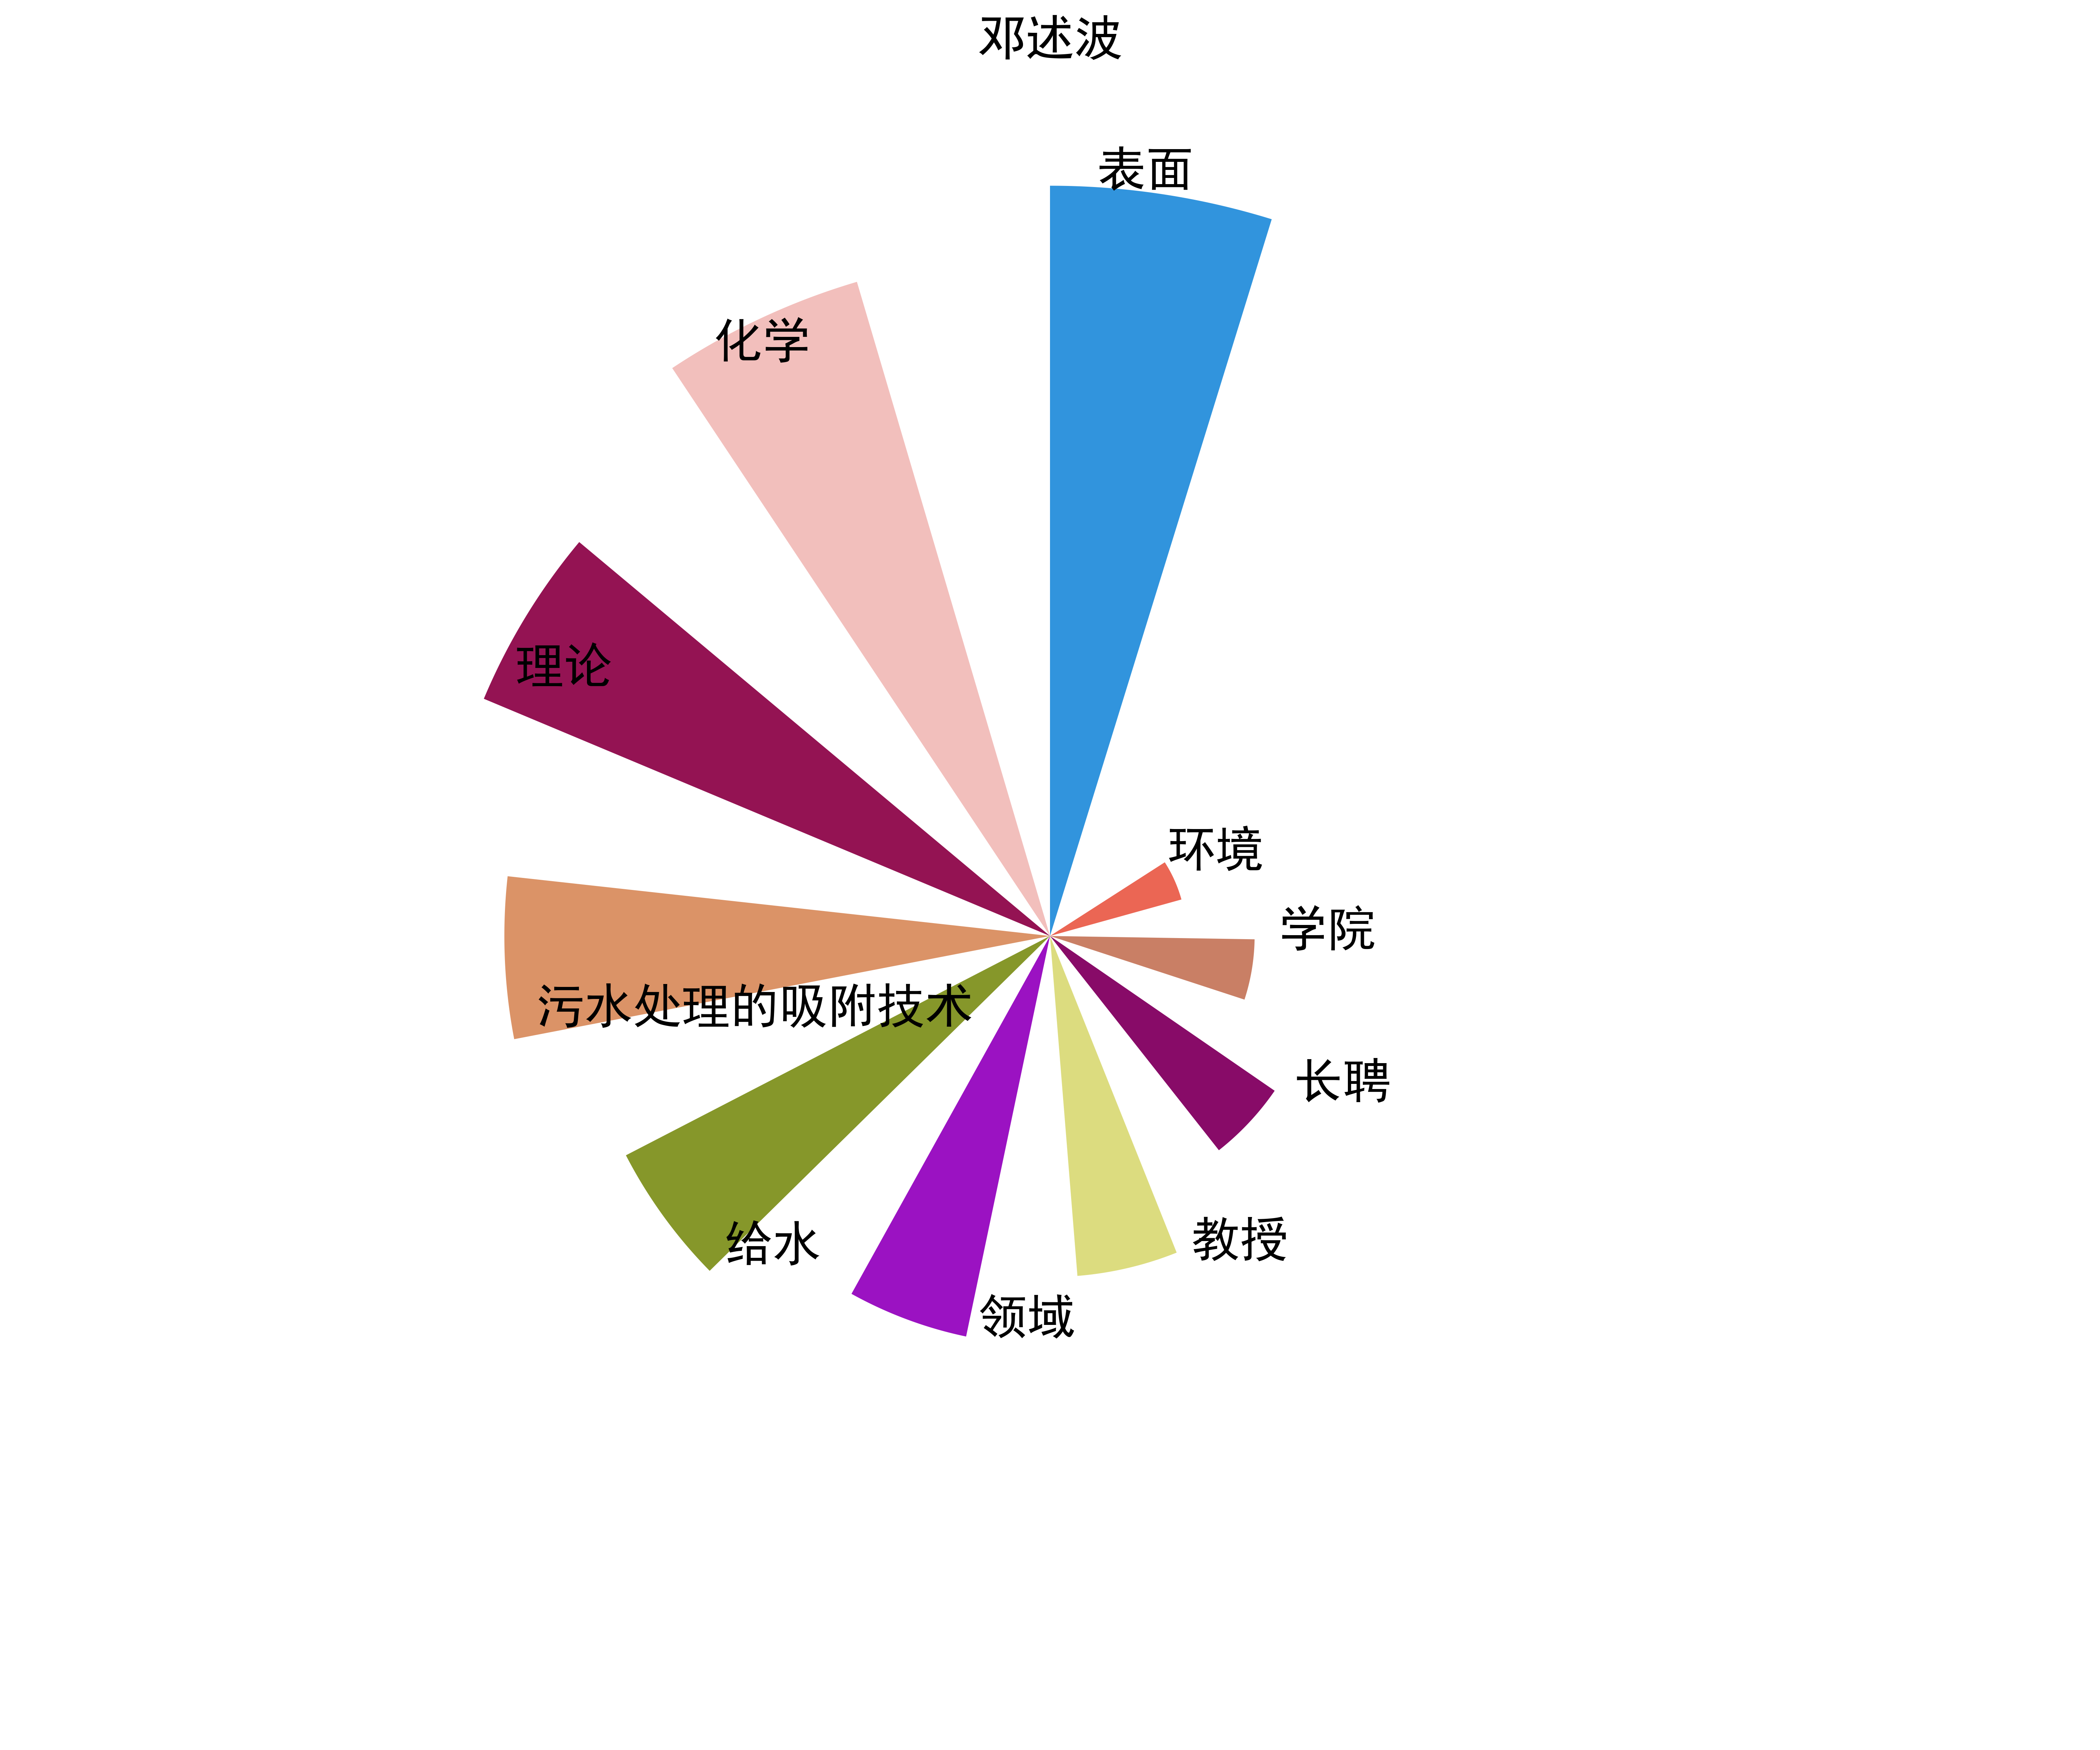 邓述波
表面
化学
理论
环境
学院
污水处理的吸附技术
长聘
教授
给水
领域